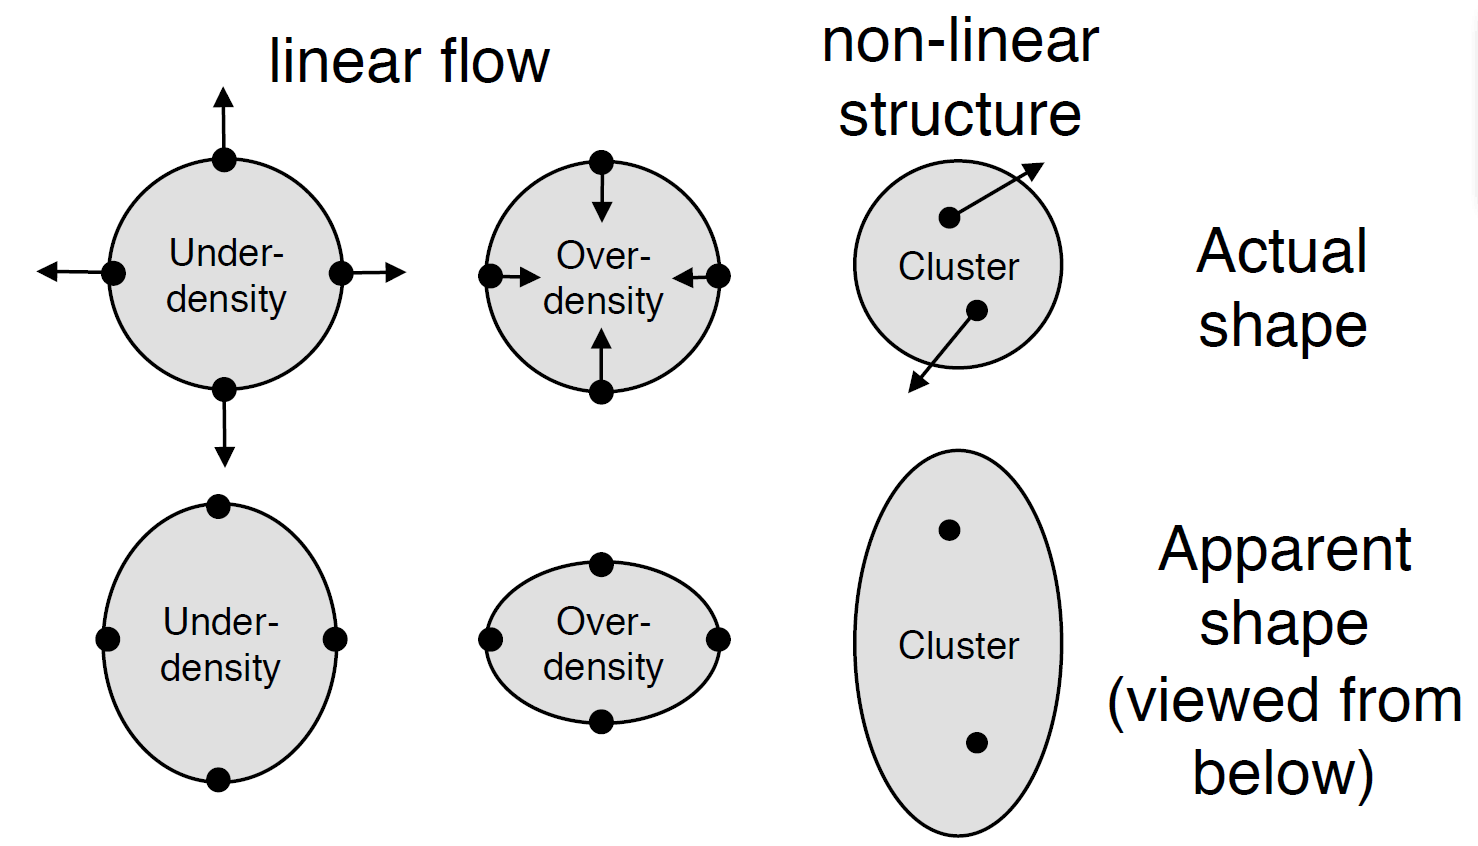 linear flow
non-linear
structure
Under-
density
Over-
density
Cluster
Actual
shape
Under-
density
Over-
density
Cluster
Apparent
shape
(viewed from
below)